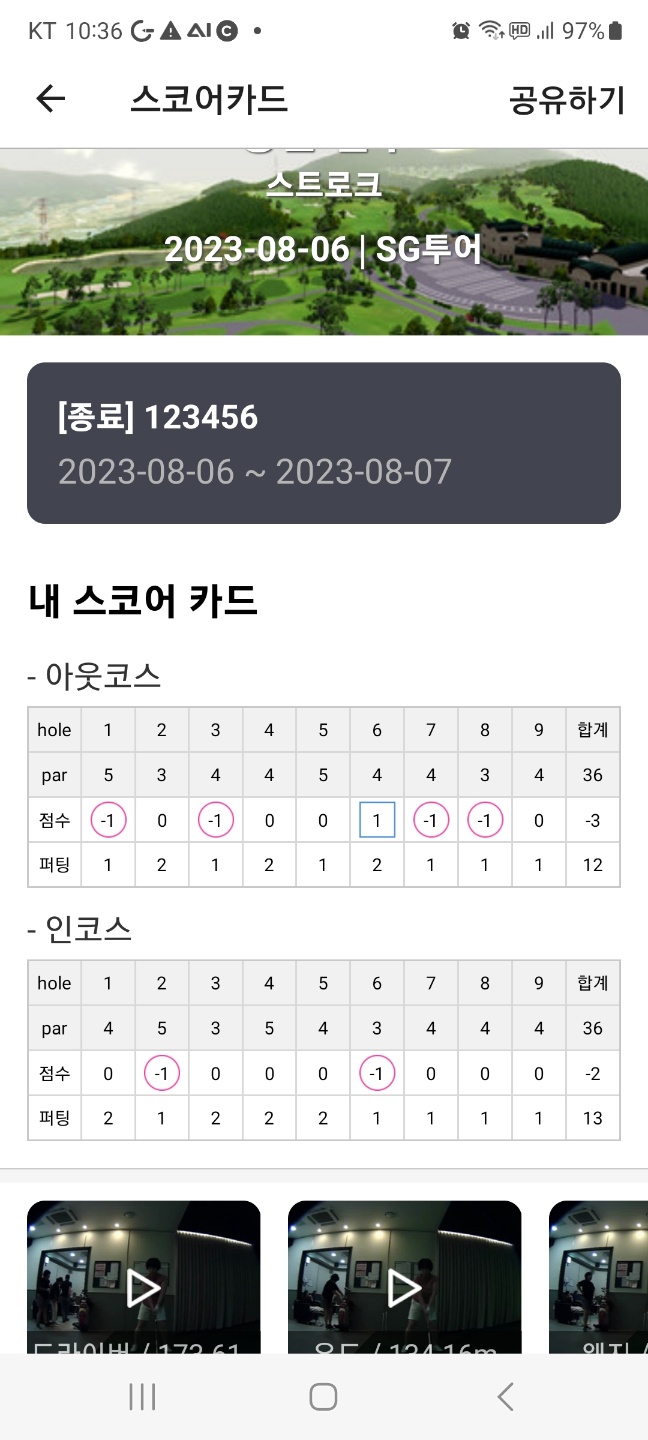 KT 10:36
HD 97%
스코어카드 공유하기
스트로크
2023-08-06 | SG투어
[종료] 123456
2023-08-06 ~ 2023-08-07
내 스코어 카드
- 아웃코스
hole 1 2 3 4 5 6 7 8 9 합계
par 5 3 4 4 5 4 4 3 4 36
점수 -1 0 -1 0 0 1 -1 -1 0 -3
퍼팅 1 2 1 2 1 2 1 1 1 12
- 인코스
hole 1 2 3 4 5 6 7 8 9 합계
par 4 5 3 5 4 3 4 4 4 36
점수 0 -1 0 0 0 -1 0 0 0 -2
퍼팅 2 1 2 2 2 1 1 1 1 13
드라이버 / 173.61 우드 / 134.16m 웨지 /